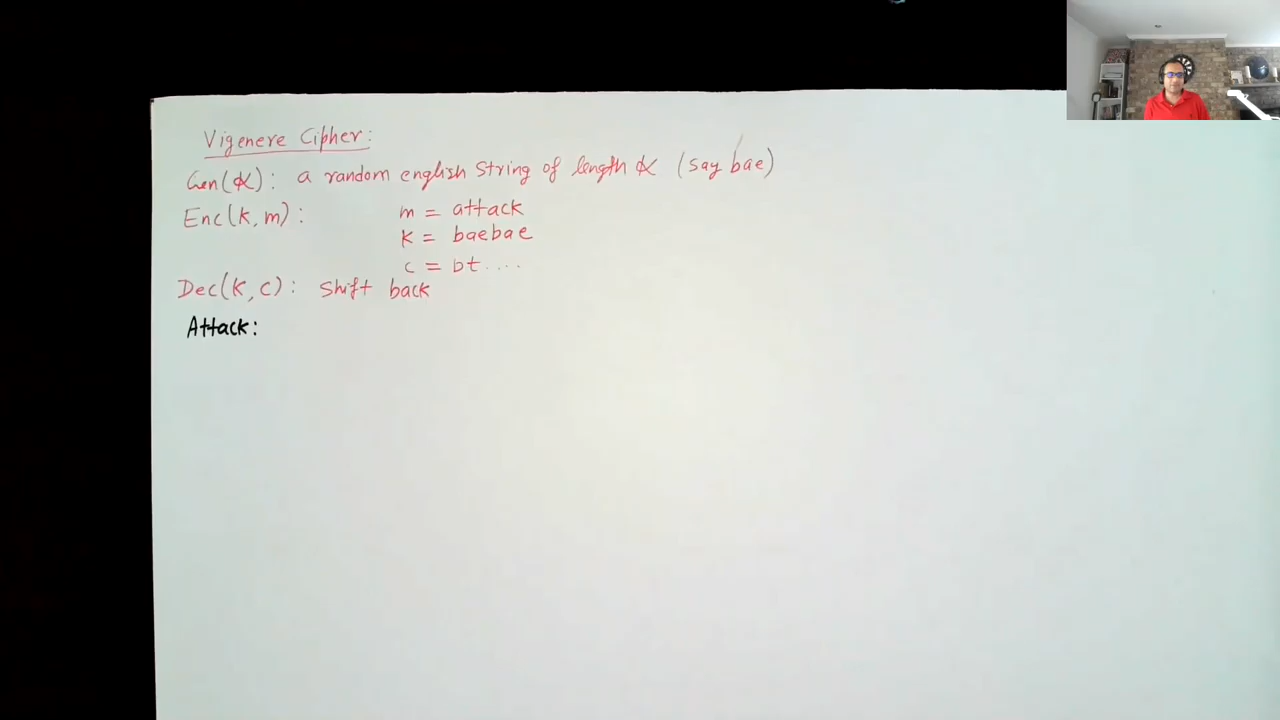 Vigenere Cipher:
Gen(α): a random english string of length α (say bae)
Enc(k, m): m = attack
k = baebae
c = bt....
Dec(k, c): shift back
Attack: